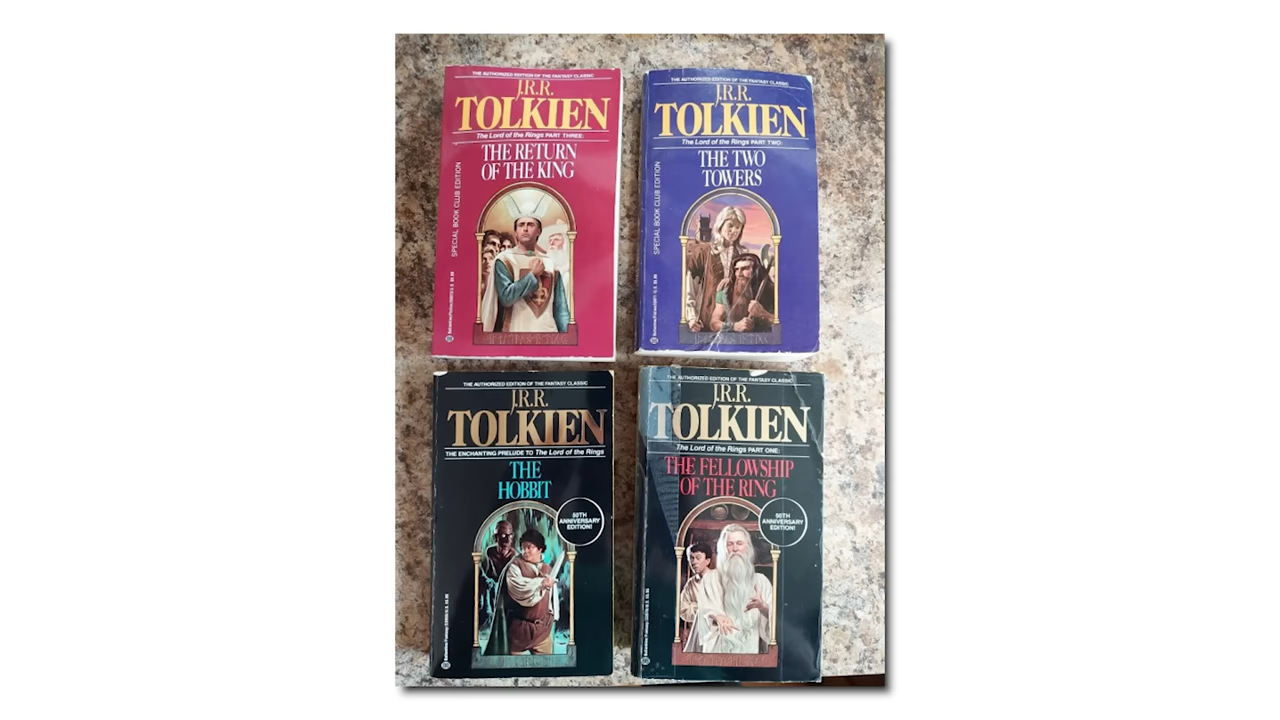 THE AUTHORIZED EDITION OF THE FANTASY CLASSIC
J.R.R.
TOLKIEN
The Lord of the Rings PART THREE:
THE RETURN
OF THE KING
SPECIAL BOOK CLUB EDITION
THE AUTHORIZED EDITION OF THE FANTASY CLASSIC
J.R.R.
TOLKIEN
The Lord of the Rings PART TWO:
THE TWO
TOWERS
SPECIAL BOOK CLUB EDITION
THE AUTHORIZED EDITION OF THE FANTASY CLASSIC
J.R.R.
TOLKIEN
THE ENCHANTING PRELUDE TO The Lord of the Rings
THE
HOBBIT
50TH
ANNIVERSARY
EDITION!
THE AUTHORIZED EDITION OF THE FANTASY CLASSIC
J.R.R.
TOLKIEN
The Lord of the Rings PART ONE:
THE FELLOWSHIP
OF THE RING
ANNIVERSARY
EDITION!